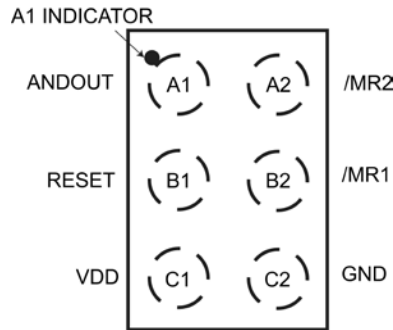 A1 INDICATOR
ANDOUT A1 A2 /MR2
RESET B1 B2 /MR1
VDD C1 C2 GND